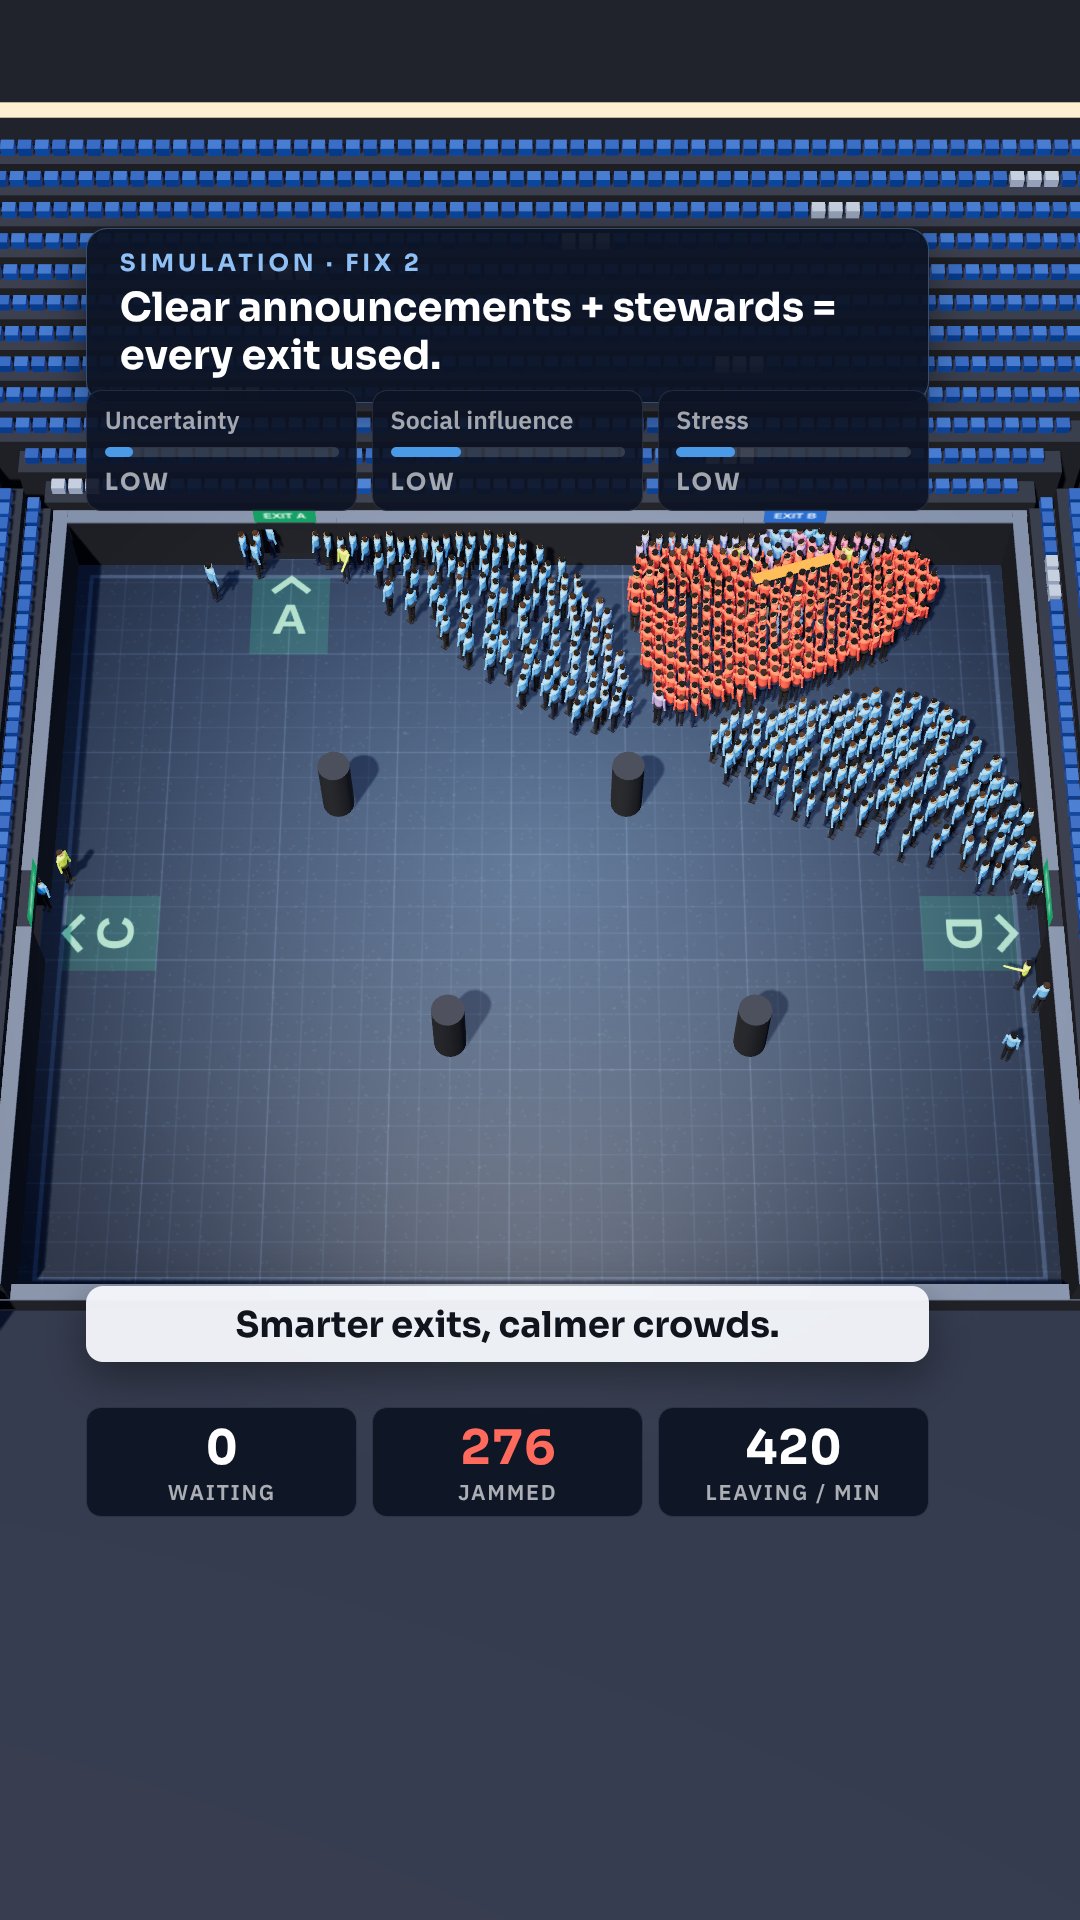 SIMULATION · FIX 2
Clear announcements + stewards =
every exit used.
Uncertainty
LOW
Social influence
LOW
Stress
LOW
EXIT A
EXIT B
A
C
D
Smarter exits, calmer crowds.
0
WAITING
276
JAMMED
420
LEAVING / MIN